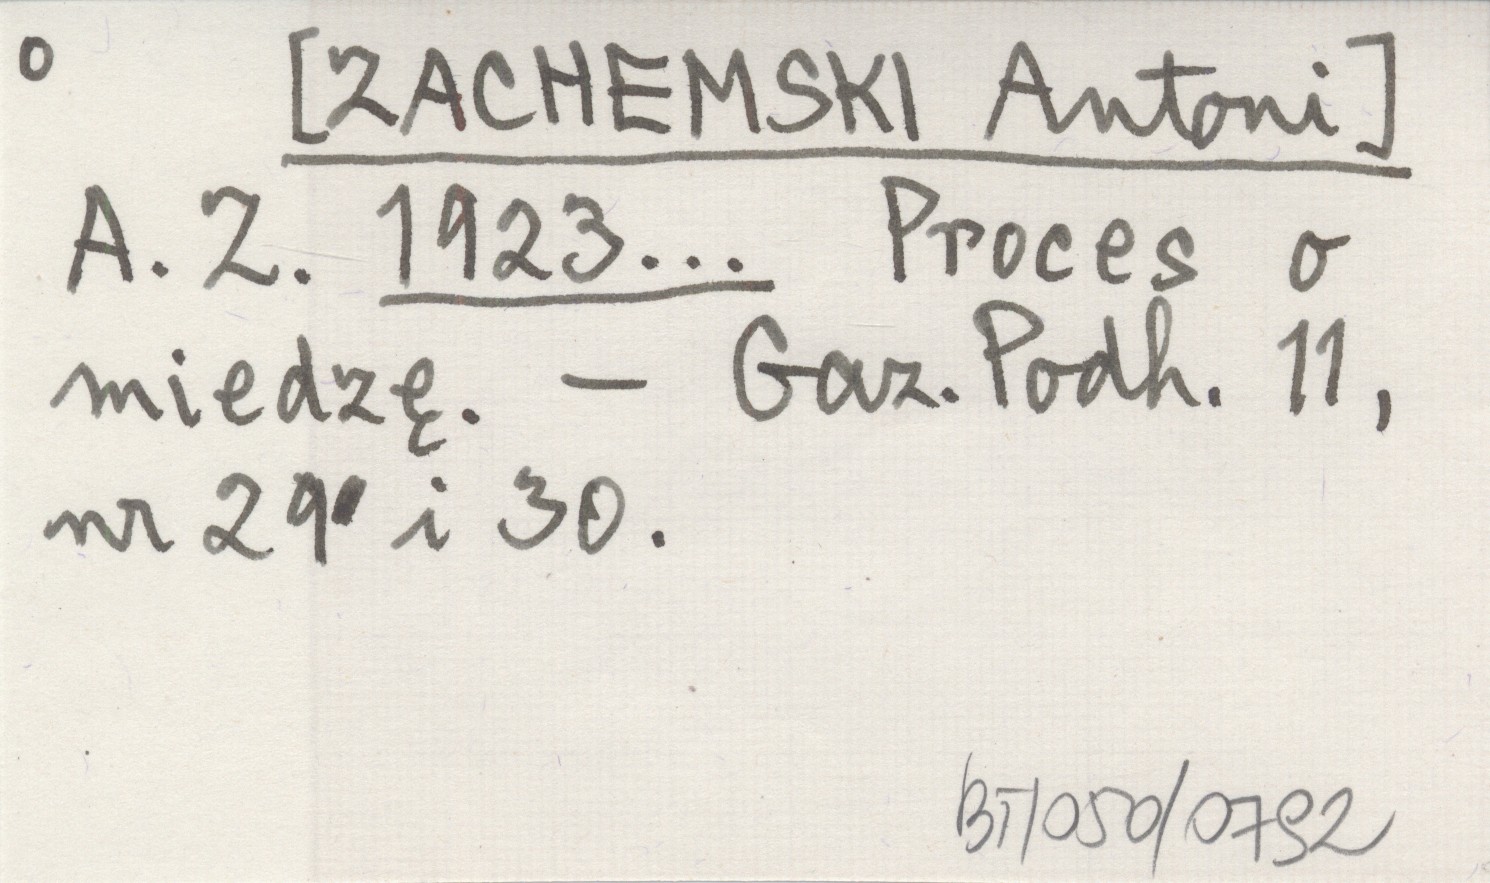 o [ZACHEMSKI Antoni]
A. Z. 1923... Proces o
miedzę. — Gaz. Podh. 11,
nr 29 i 30.
BT/050/0792